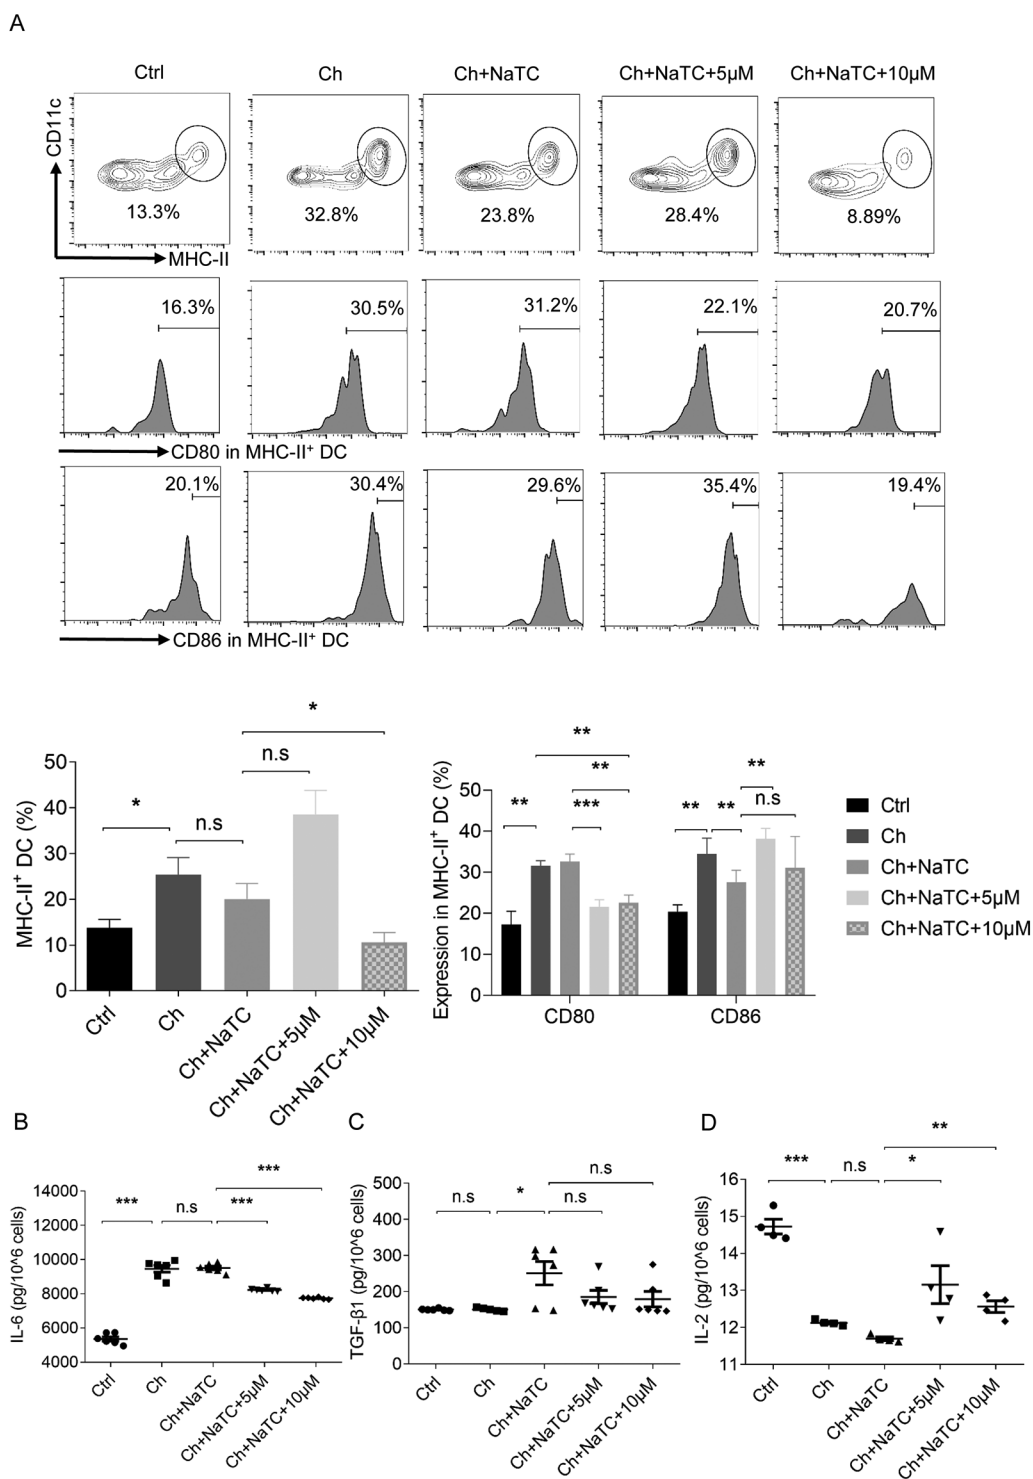 A
Ctrl Ch Ch+NaTC Ch+NaTC+5µM Ch+NaTC+10µM
CD11c
13.3% 32.8% 23.8% 28.4% 8.89%
MHC-II
16.3% 30.5% 31.2% 22.1% 20.7%
CD80 in MHC-II⁺ DC
20.1% 30.4% 29.6% 35.4% 19.4%
CD86 in MHC-II⁺ DC
MHC-II⁺ DC (%)
50
40
30
20
10
0
* n.s n.s *
Ctrl Ch Ch+NaTC Ch+NaTC+5µM Ch+NaTC+10µM
Expression in MHC-II⁺ DC (%)
50
40
30
20
10
0
** *** ** ** ** ** ** n.s
CD80 CD86
Ctrl
Ch
Ch+NaTC
Ch+NaTC+5µM
Ch+NaTC+10µM
B
IL-6 (pg/10^6 cells)
14000
12000
10000
8000
6000
4000
*** n.s *** ***
Ctrl Ch Ch+NaTC Ch+NaTC+5µM Ch+NaTC+10µM
C
TGF-β1 (pg/10^6 cells)
500
400
300
200
100
0
n.s * n.s n.s
Ctrl Ch Ch+NaTC Ch+NaTC+5µM Ch+NaTC+10µM
D
IL-2 (pg/10^6 cells)
16
15
14
13
12
11
*** n.s * **
Ctrl Ch Ch+NaTC Ch+NaTC+5µM Ch+NaTC+10µM